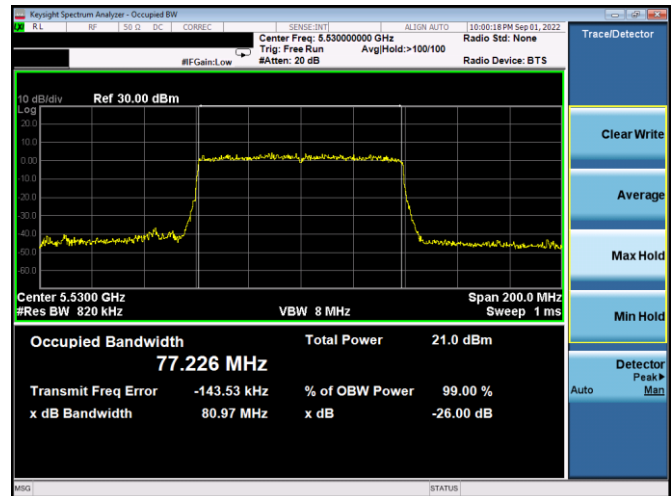 Keysight Spectrum Analyzer - Occupied BW
RL RF 50 Ω DC CORREC SENSE:INT ALIGN AUTO 10:00:18 PM Sep 01, 2022
Center Freq: 5.530000000 GHz Radio Std: None
Trig: Free Run Avg|Hold:>100/100
#IFGain:Low #Atten: 20 dB Radio Device: BTS
Trace/Detector
10 dB/div Ref 30.00 dBm
Log
20.0
10.0
0.00
-10.0
-20.0
-30.0
-40.0
-50.0
-60.0
Center 5.5300 GHz Span 200.0 MHz
#Res BW 820 kHz VBW 8 MHz Sweep 1 ms
Occupied Bandwidth Total Power 21.0 dBm
77.226 MHz
Transmit Freq Error -143.53 kHz % of OBW Power 99.00 %
x dB Bandwidth 80.97 MHz x dB -26.00 dB
Clear Write
Average
Max Hold
Min Hold
Detector
Peak▶
Auto Man
MSG STATUS